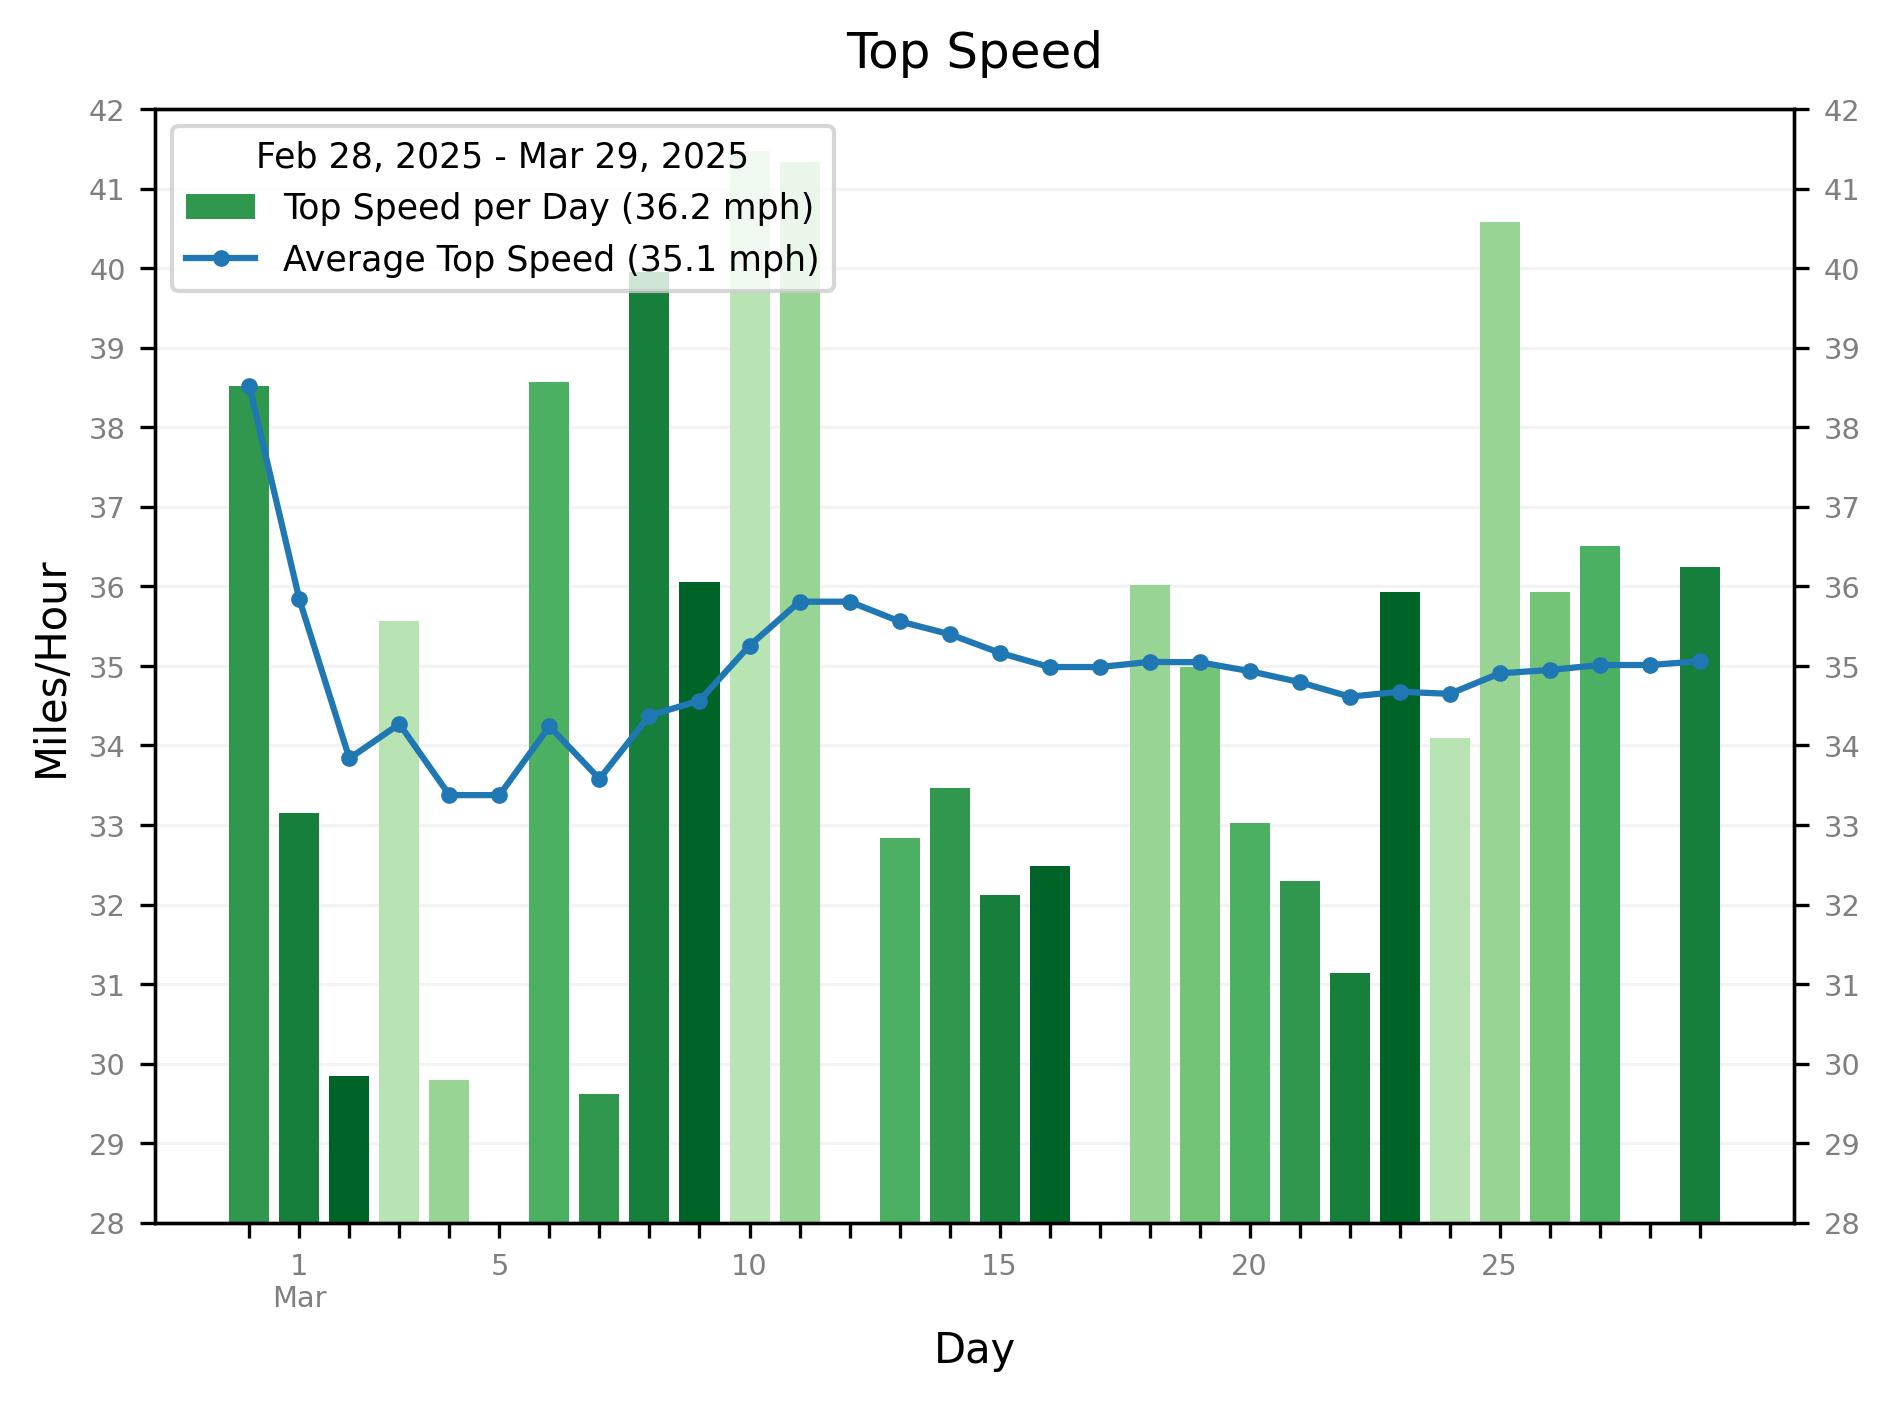 Top Speed
Feb 28, 2025 - Mar 29, 2025
Top Speed per Day (36.2 mph)
Average Top Speed (35.1 mph)
42 42
41 41
40 40
39 39
38 38
37 37
36 36
35 35
34 34
33 33
32 32
31 31
30 30
29 29
28 28
Miles/Hour
1 5 10 15 20 25
Mar
Day